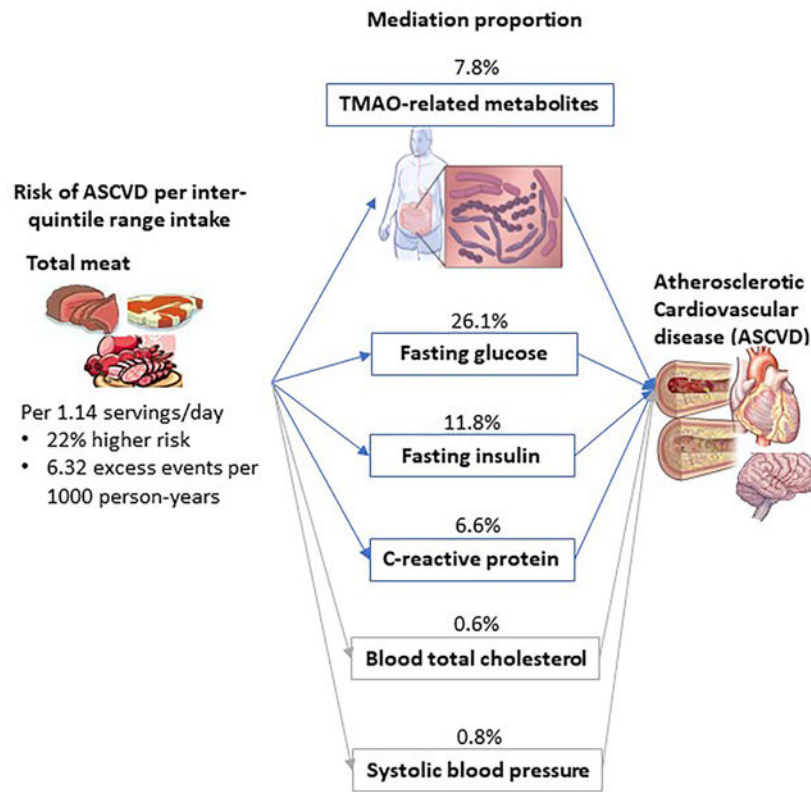 Mediation proportion
7.8%
TMAO-related metabolites
Risk of ASCVD per inter-
quintile range intake
Total meat
Per 1.14 servings/day
• 22% higher risk
• 6.32 excess events per
1000 person-years
26.1%
Fasting glucose
11.8%
Fasting insulin
6.6%
C-reactive protein
0.6%
Blood total cholesterol
0.8%
Systolic blood pressure
Atherosclerotic
Cardiovascular
disease (ASCVD)